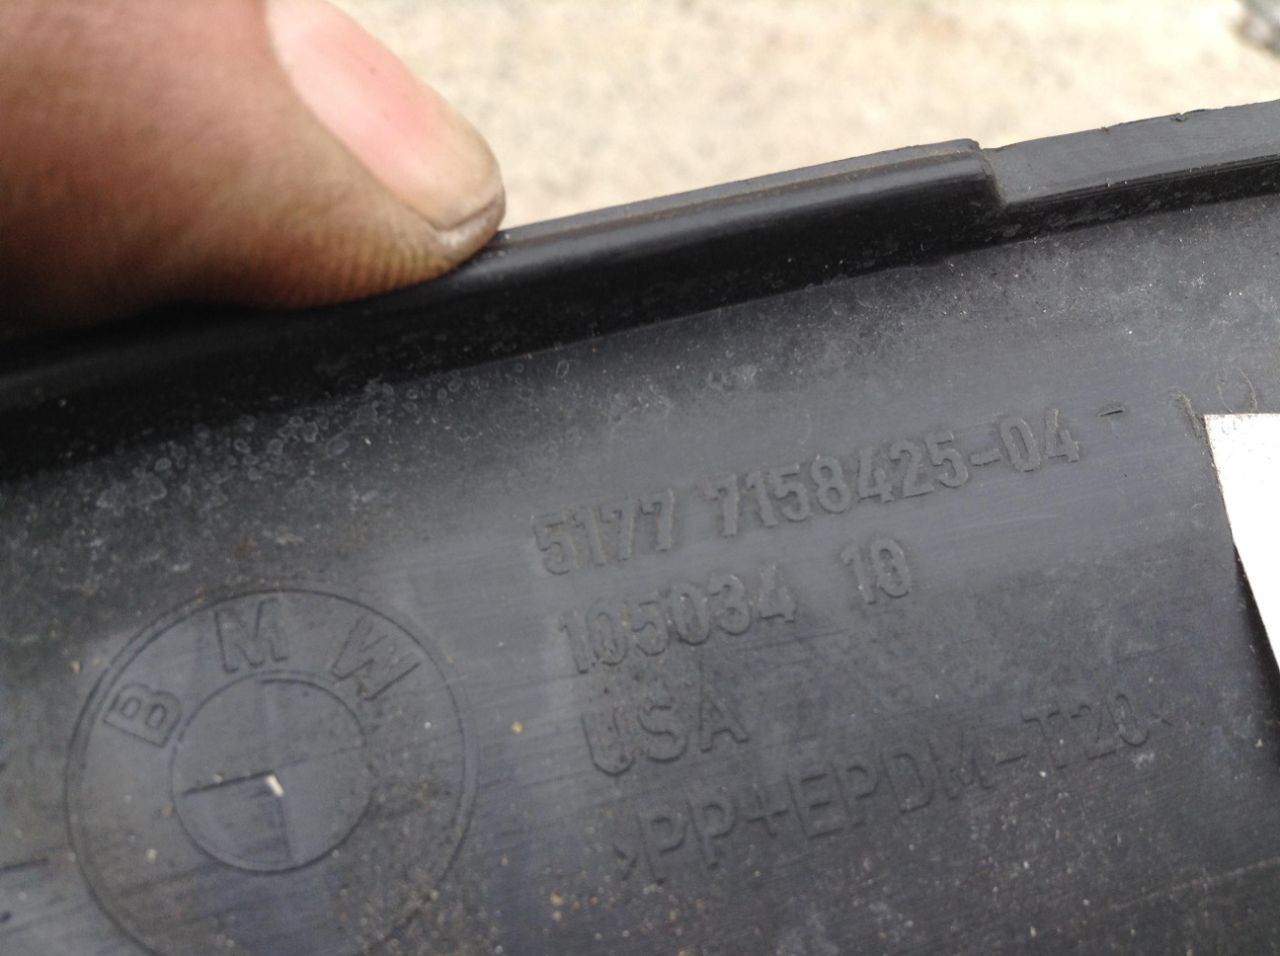 5177 7158425-04
105034 10
USA
>PP+EPDM-T20<
BMW